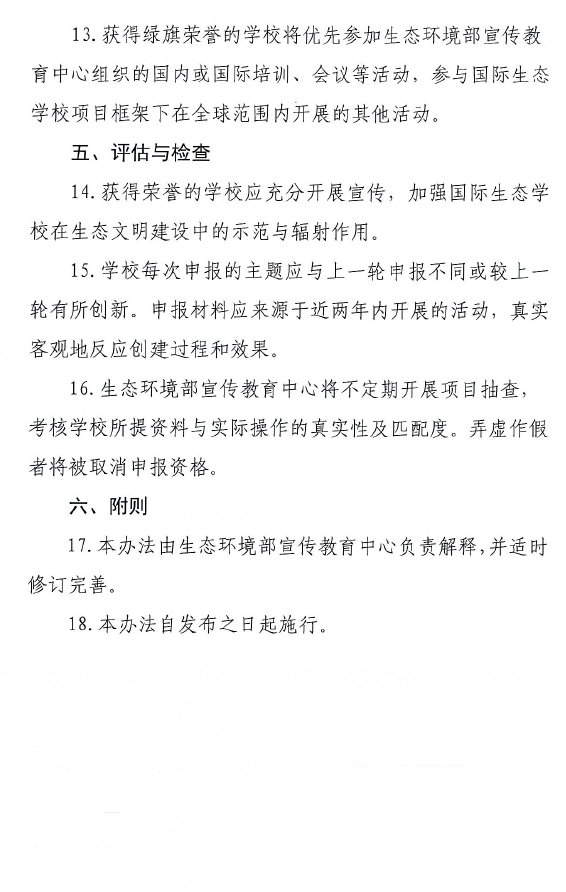 13.获得绿旗荣誉的学校将优先参加生态环境部宣传教
育中心组织的国内或国际培训、会议等活动，参与国际生态
学校项目框架下在全球范围内开展的其他活动。
五、评估与检查
14.获得荣誉的学校应充分开展宣传，加强国际生态学
校在生态文明建设中的示范与辐射作用。
15.学校每次申报的主题应与上一轮申报不同或较上一
轮有所创新。申报材料应来源于近两年内开展的活动，真实
客观地反应创建过程和效果。
16.生态环境部宣传教育中心将不定期开展项目抽查，
考核学校所提资料与实际操作的真实性及匹配度。弄虚作假
者将被取消申报资格。
六、附则
17.本办法由生态环境部宣传教育中心负责解释,并适时
修订完善。
18.本办法自发布之日起施行。